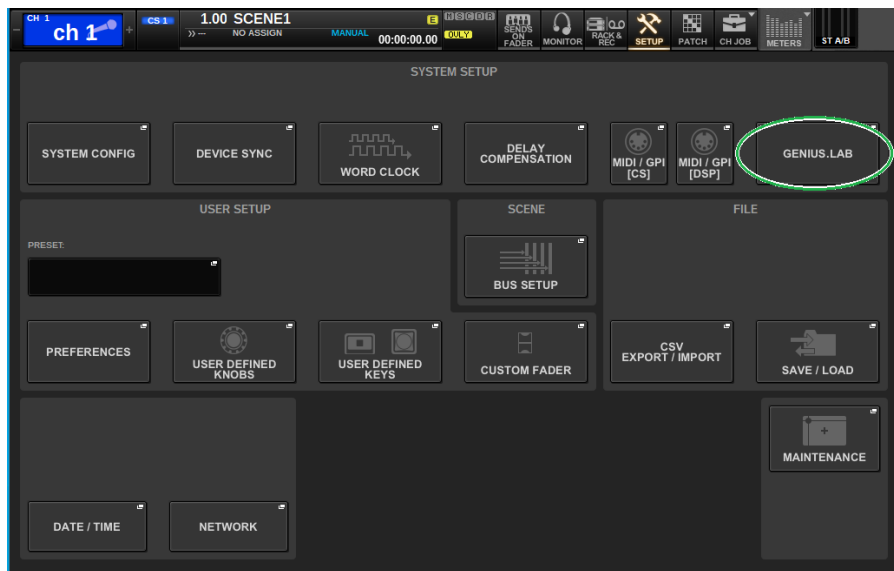 CH 1
ch 1
CS 1
1.00 SCENE1
E
NO ASSIGN
MANUAL
00:00:00.00
SENDS ON FADER
MONITOR
RACK & REC
SETUP
PATCH
CH JOB
METERS
ST A/B
SYSTEM SETUP
SYSTEM CONFIG
DEVICE SYNC
WORD CLOCK
DELAY
COMPENSATION
MIDI / GPI
[CS]
MIDI / GPI
[DSP]
GENIUS.LAB
USER SETUP
SCENE
FILE
PRESET:
BUS SETUP
PREFERENCES
USER DEFINED
KNOBS
USER DEFINED
KEYS
CUSTOM FADER
CSV
EXPORT / IMPORT
SAVE / LOAD
MAINTENANCE
DATE / TIME
NETWORK